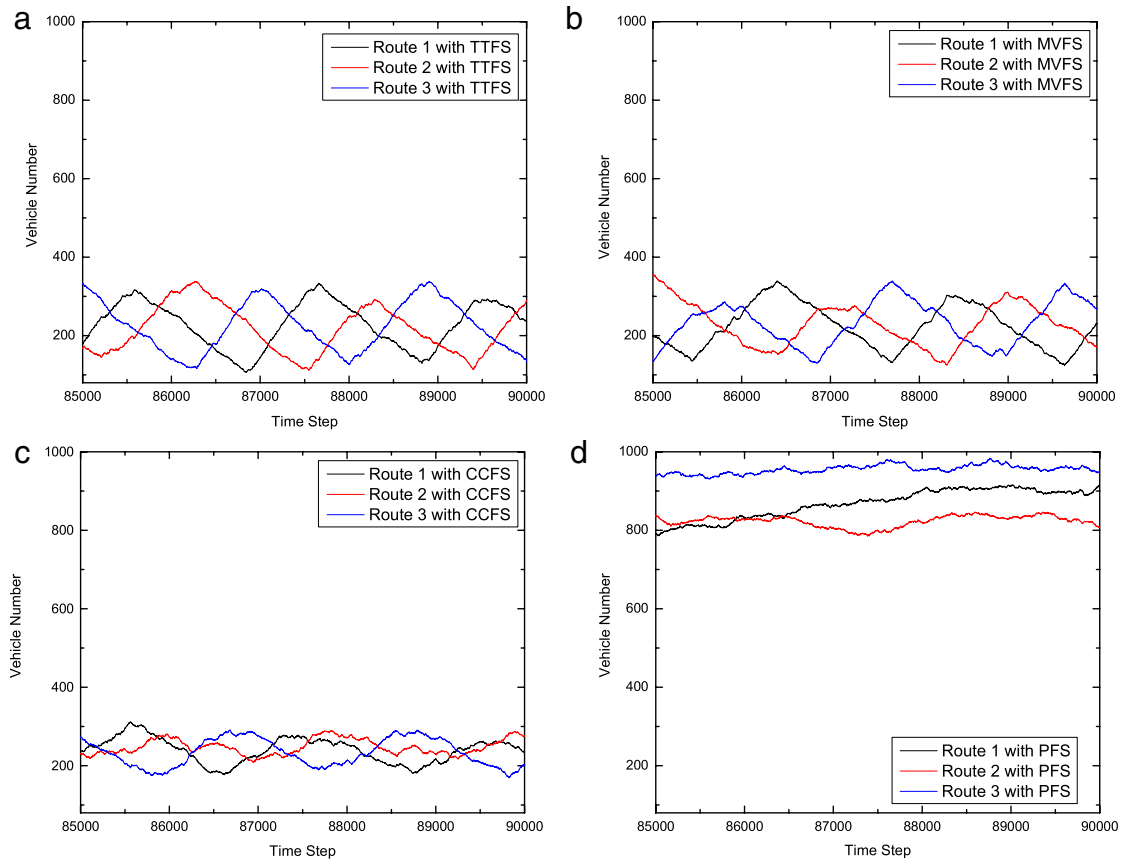 a
1000
800
600
400
200
Vehicle Number
Route 1 with TTFS
Route 2 with TTFS
Route 3 with TTFS
85000 86000 87000 88000 89000 90000
Time Step
b
1000
800
600
400
200
Vehicle Number
Route 1 with MVFS
Route 2 with MVFS
Route 3 with MVFS
85000 86000 87000 88000 89000 90000
Time Step
c
1000
800
600
400
200
Vehicle Number
Route 1 with CCFS
Route 2 with CCFS
Route 3 with CCFS
85000 86000 87000 88000 89000 90000
Time Step
d
1000
800
600
400
200
Vehicle Number
Route 1 with PFS
Route 2 with PFS
Route 3 with PFS
85000 86000 87000 88000 89000 90000
Time Step